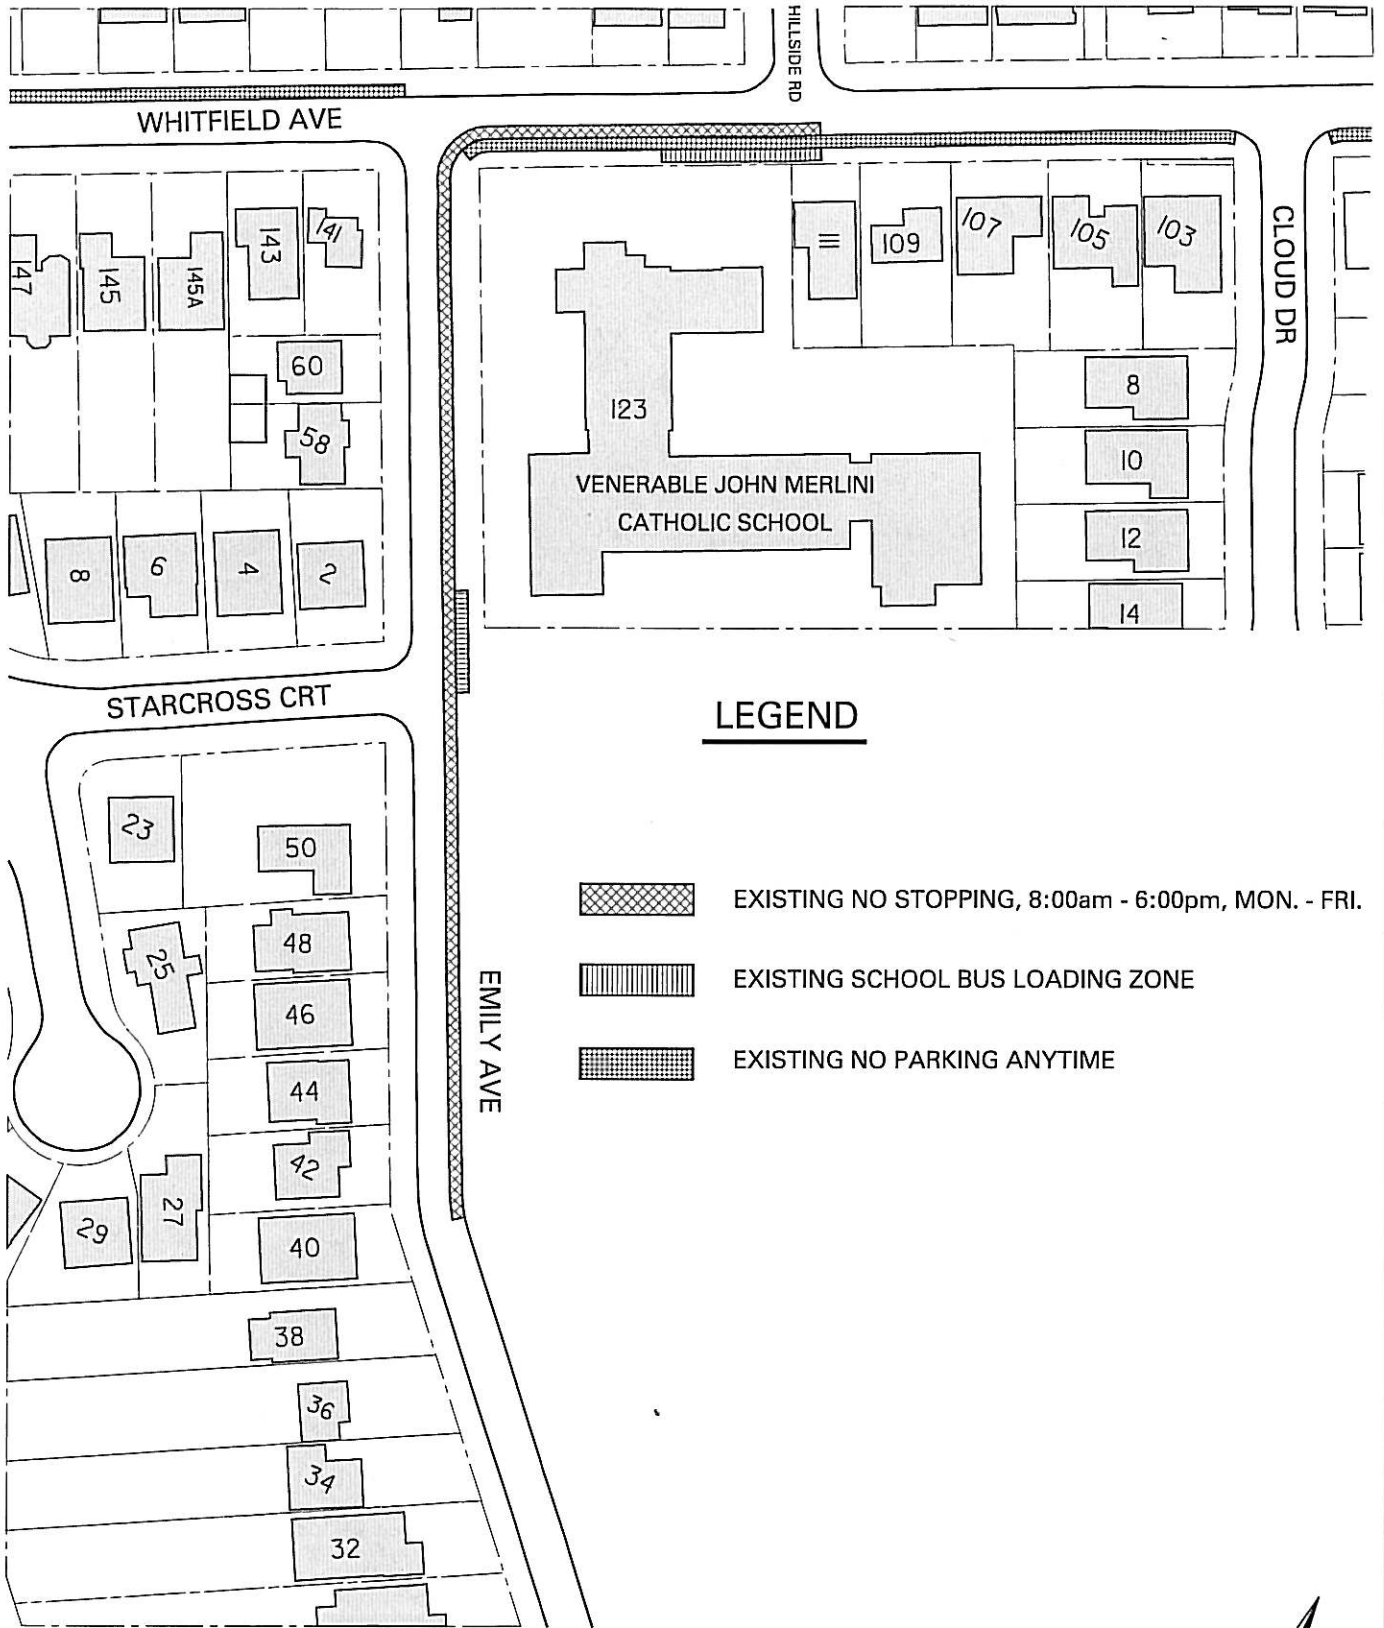 HILLSIDE RD
WHITFIELD AVE
147
145
145A
143
141
111
109
107
105
103
CLOUD DR
60
58
123
VENERABLE JOHN MERLINI
CATHOLIC SCHOOL
8
10
12
14
8
6
4
2
STARCROSS CRT
LEGEND
23
50
EXISTING NO STOPPING, 8:00am - 6:00pm, MON. - FRI.
48
25
EXISTING SCHOOL BUS LOADING ZONE
46
EMILY AVE
EXISTING NO PARKING ANYTIME
44
42
27
29
40
38
36
34
32